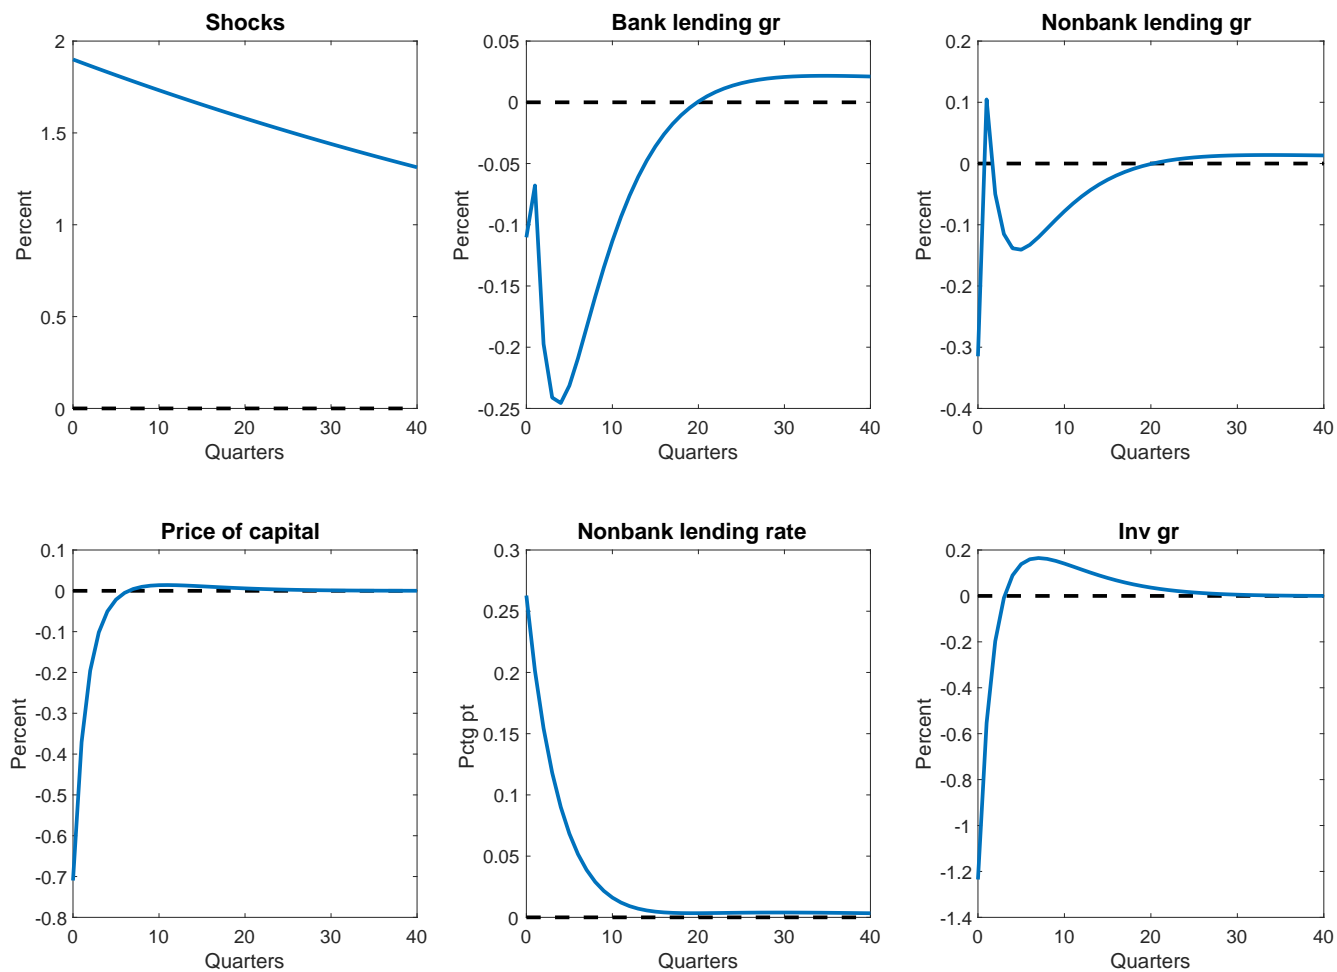 Shocks
Percent
2
1.5
1
0.5
0
0 10 20 30 40
Quarters
Bank lending gr
Percent
0.05
0
-0.05
-0.1
-0.15
-0.2
-0.25
0 10 20 30 40
Quarters
Nonbank lending gr
Percent
0.2
0.1
0
-0.1
-0.2
-0.3
-0.4
0 10 20 30 40
Quarters
Price of capital
Percent
0.1
0
-0.1
-0.2
-0.3
-0.4
-0.5
-0.6
-0.7
-0.8
0 10 20 30 40
Quarters
Nonbank lending rate
Pctg pt
0.3
0.25
0.2
0.15
0.1
0.05
0
0 10 20 30 40
Quarters
Inv gr
Percent
0.2
0
-0.2
-0.4
-0.6
-0.8
-1
-1.2
-1.4
0 10 20 30 40
Quarters